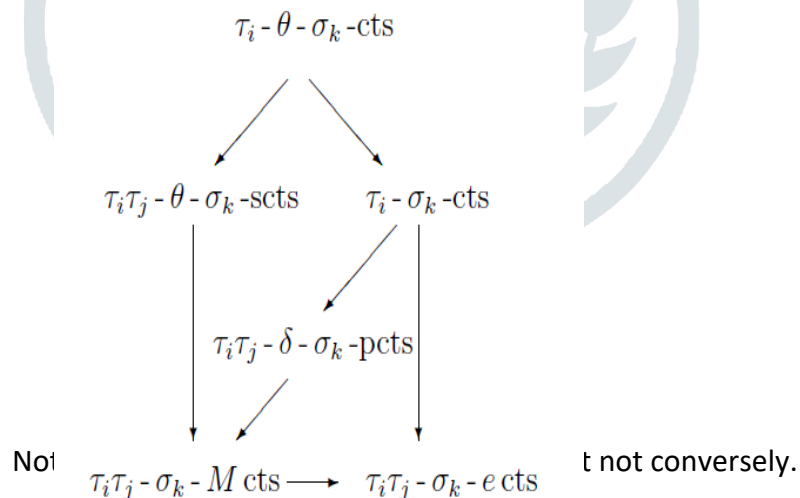 τ_i - θ - σ_k -cts
τ_iτ_j - θ - σ_k -scts τ_i - σ_k -cts
τ_iτ_j - δ - σ_k -pcts
not conversely.
τ_iτ_j - σ_k - M cts τ_iτ_j - σ_k - e cts